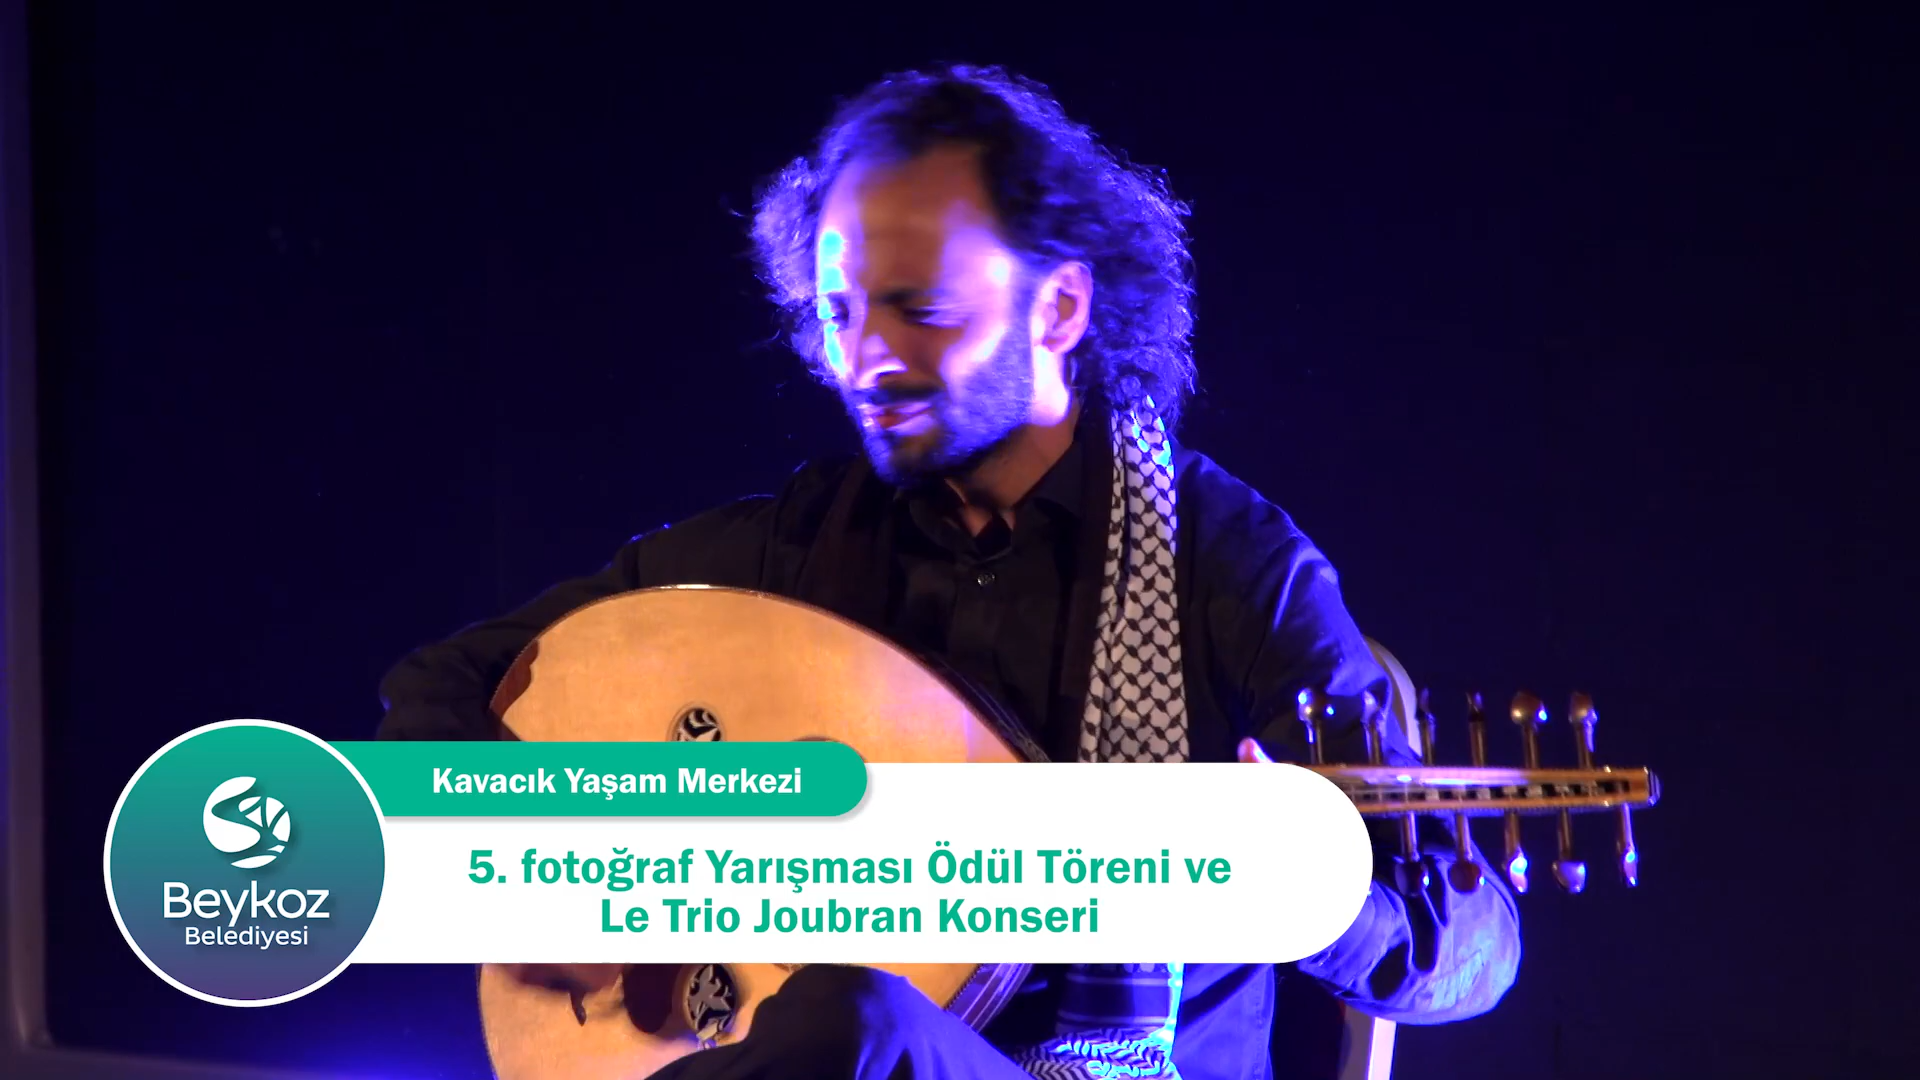 Kavacık Yaşam Merkezi
5. fotoğraf Yarışması Ödül Töreni ve
Le Trio Joubran Konseri
Beykoz
Belediyesi